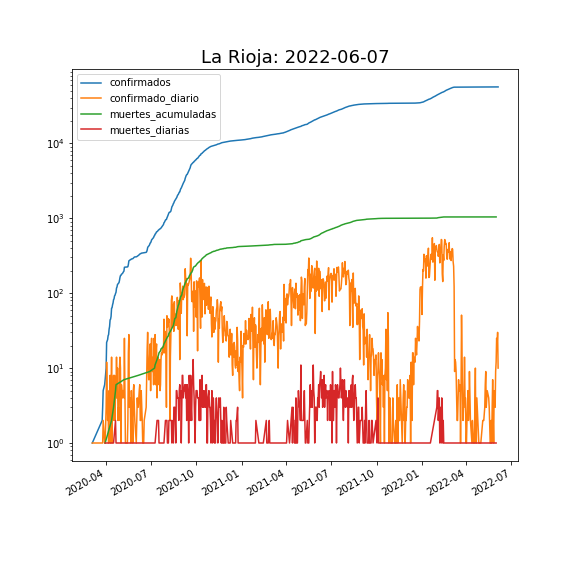 La Rioja: 2022-06-07
confirmados
confirmado_diario
muertes_acumuladas
muertes_diarias
10⁴
10³
10²
10¹
10⁰
2020-04 2020-07 2020-10 2021-01 2021-04 2021-07 2021-10 2022-01 2022-04 2022-07